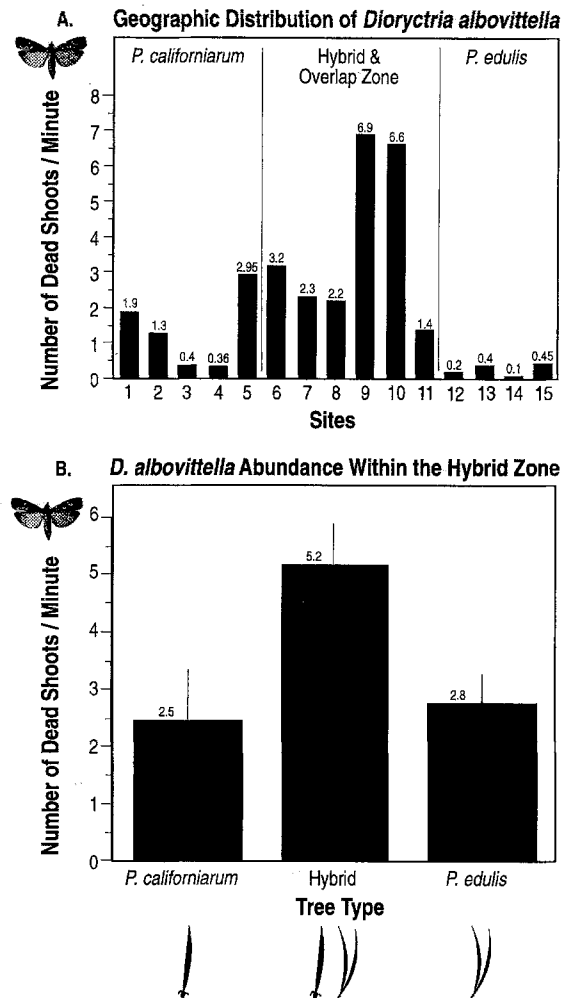 A. Geographic Distribution of Dioryctria albovittella
P. californiarum
Hybrid &
Overlap Zone
P. edulis
Number of Dead Shoots / Minute
8
7
6
5
4
3
2
1
0
1.9
1.3
0.4
0.36
2.95
3.2
2.3
2.2
6.9
6.6
1.4
0.2
0.4
0.1
0.45
1 2 3 4 5 6 7 8 9 10 11 12 13 14 15
Sites
B. D. albovittella Abundance Within the Hybrid Zone
Number of Dead Shoots / Minute
6
5
4
3
2
1
0
2.5
5.2
2.8
P. californiarum Hybrid P. edulis
Tree Type